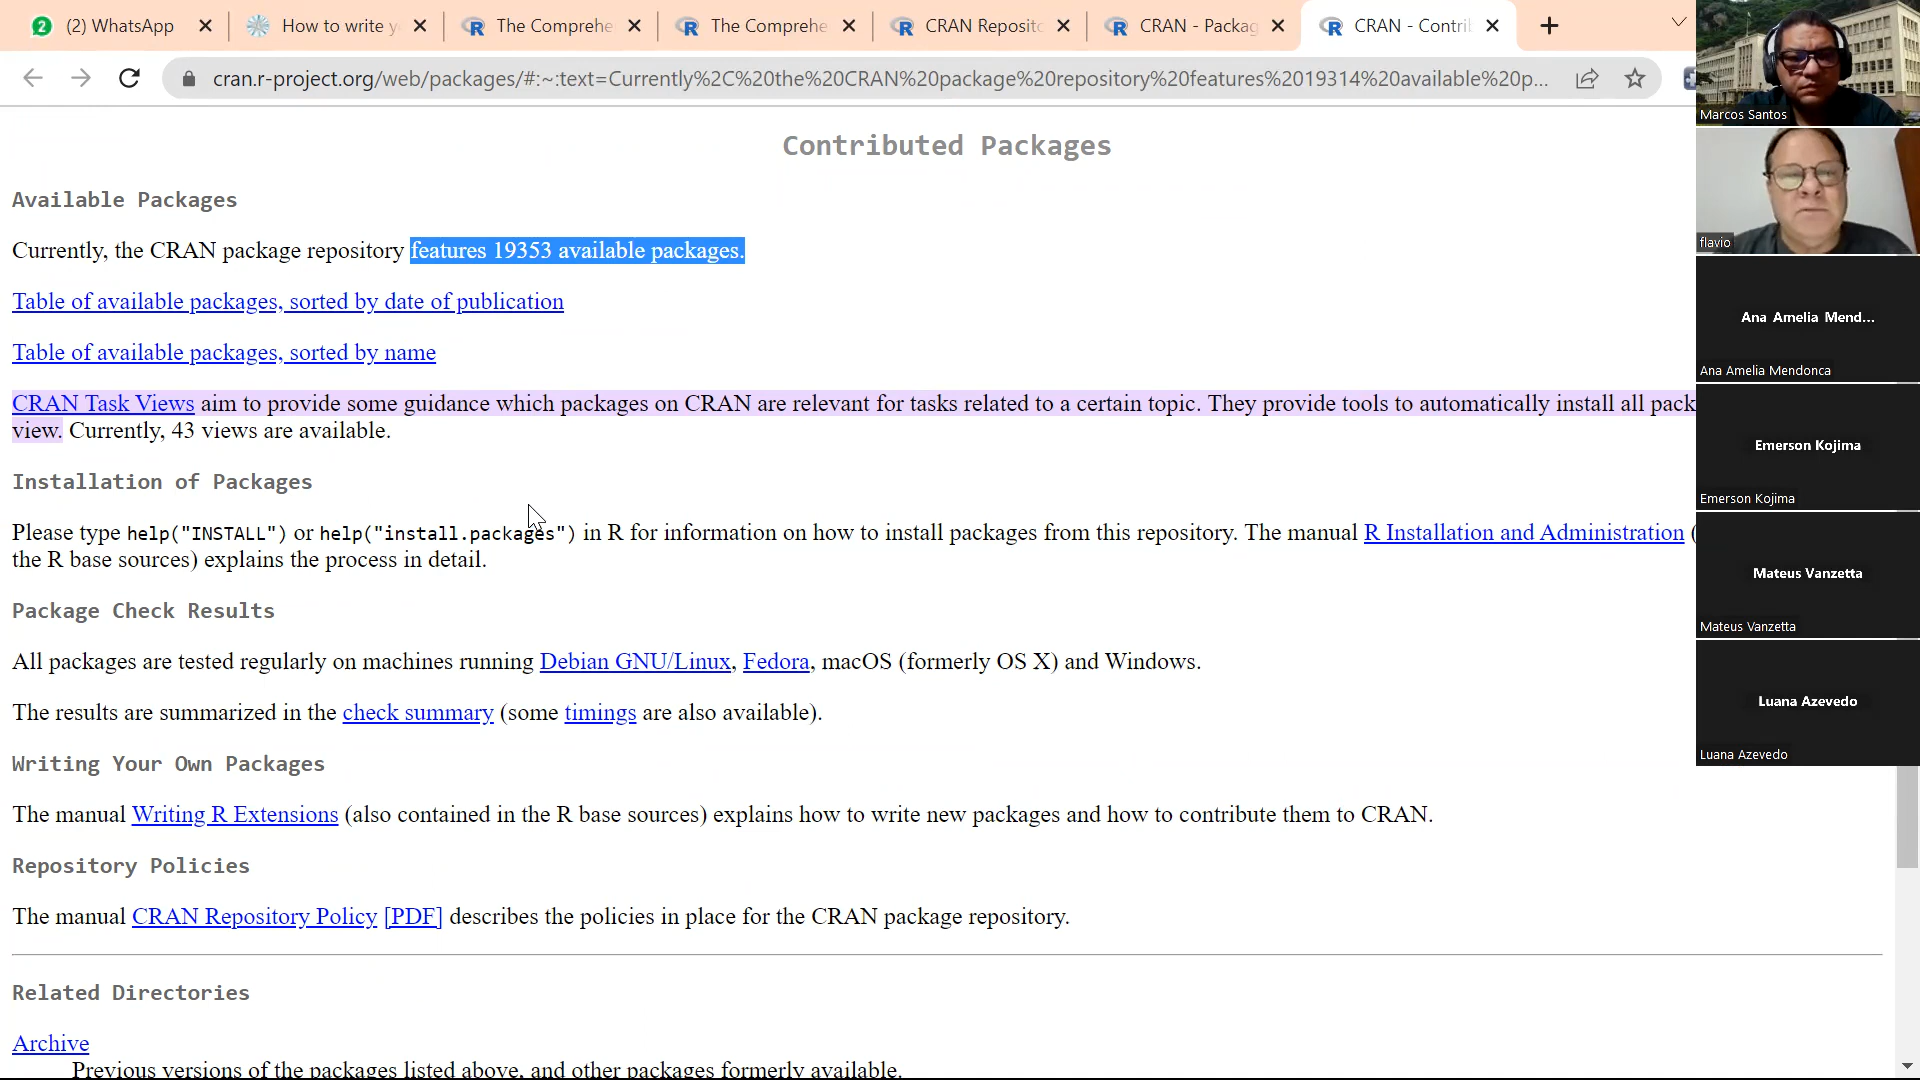 (2) WhatsApp
How to write y
The Comprehe
The Comprehe
CRAN Reposito
CRAN - Packag
CRAN - Contri
cran.r-project.org/web/packages/#:~:text=Currently%2C%20the%20CRAN%20package%20repository%20features%2019314%20available%20p...
Contributed Packages
Available Packages
Currently, the CRAN package repository features 19353 available packages.
Table of available packages, sorted by date of publication
Table of available packages, sorted by name
CRAN Task Views aim to provide some guidance which packages on CRAN are relevant for tasks related to a certain topic. They provide tools to automatically install all pack
view. Currently, 43 views are available.
Installation of Packages
Please type help("INSTALL") or help("install.packages") in R for information on how to install packages from this repository. The manual R Installation and Administration (
the R base sources) explains the process in detail.
Package Check Results
All packages are tested regularly on machines running Debian GNU/Linux, Fedora, macOS (formerly OS X) and Windows.
The results are summarized in the check summary (some timings are also available).
Writing Your Own Packages
The manual Writing R Extensions (also contained in the R base sources) explains how to write new packages and how to contribute them to CRAN.
Repository Policies
The manual CRAN Repository Policy [PDF] describes the policies in place for the CRAN package repository.
Related Directories
Archive
Previous versions of the packages listed above, and other packages formerly available.
Marcos Santos
flavio
Ana Amelia Mend...
Ana Amelia Mendonca
Emerson Kojima
Emerson Kojima
Mateus Vanzetta
Mateus Vanzetta
Luana Azevedo
Luana Azevedo